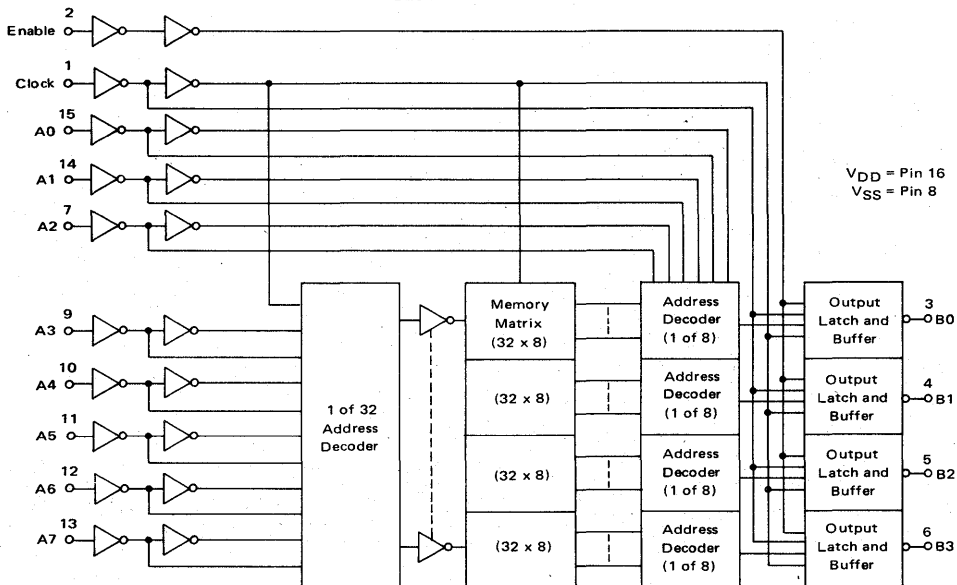 2
Enable
1
Clock
15
A0
14
A1
7
A2
VDD = Pin 16
VSS = Pin 8
9
A3
10
A4
11
A5
12
A6
13
A7
1 of 32
Address
Decoder
Memory
Matrix
(32 x 8)
(32 x 8)
(32 x 8)
(32 x 8)
Address
Decoder
(1 of 8)
Address
Decoder
(1 of 8)
Address
Decoder
(1 of 8)
Address
Decoder
(1 of 8)
Output
Latch and
Buffer
3
B0
Output
Latch and
Buffer
4
B1
Output
Latch and
Buffer
5
B2
Output
Latch and
Buffer
6
B3